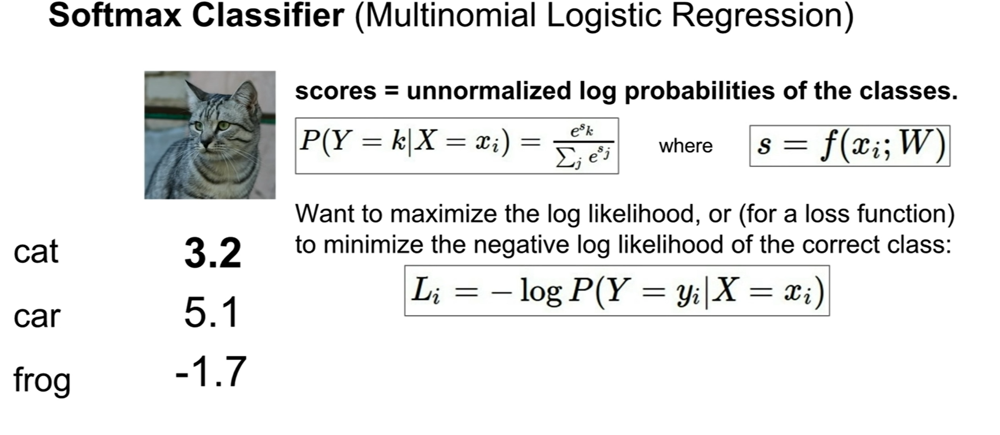 Softmax Classifier (Multinomial Logistic Regression)
scores = unnormalized log probabilities of the classes.
P(Y = k|X = x_i) = e^{s_k} / ∑_j e^{s_j} where s = f(x_i; W)
Want to maximize the log likelihood, or (for a loss function)
to minimize the negative log likelihood of the correct class:
L_i = − log P(Y = y_i|X = x_i)
cat 3.2
car 5.1
frog -1.7